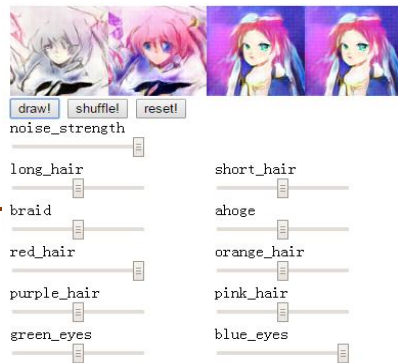 draw! shuffle! reset!
noise_strength
long_hair short_hair
braid ahoge
red_hair orange_hair
purple_hair pink_hair
green_eyes blue_eyes